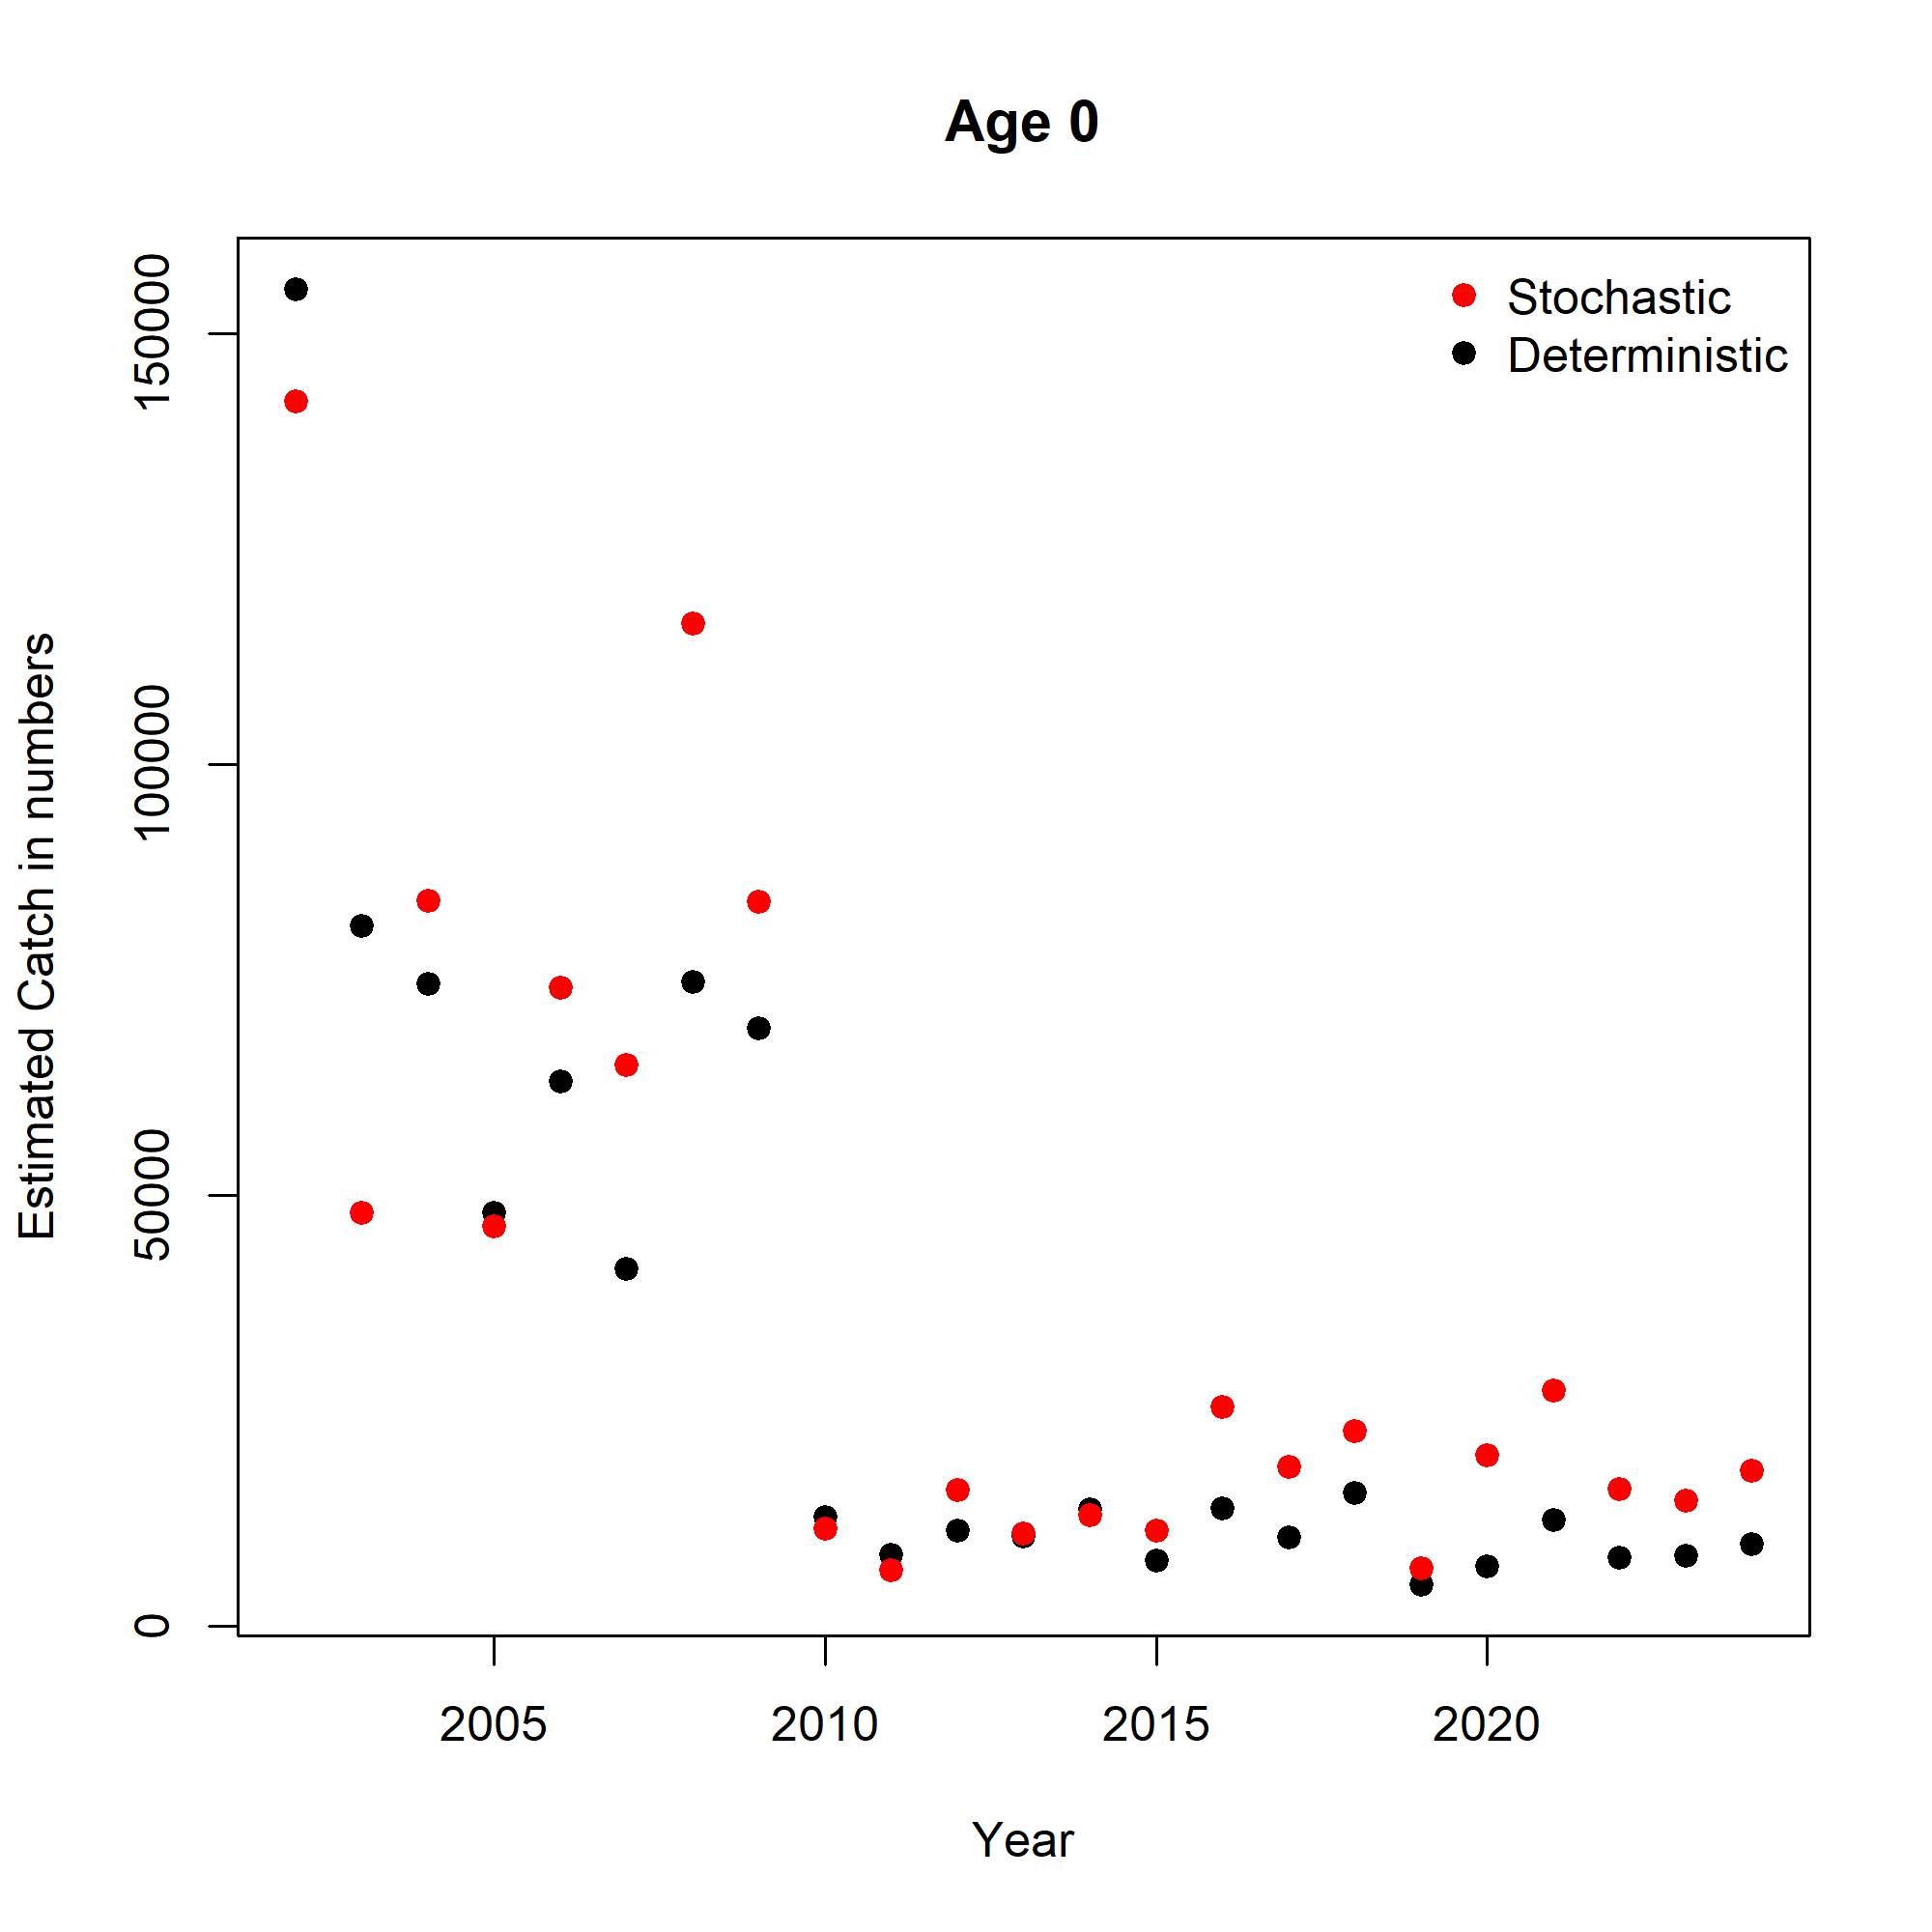 Age 0
Stochastic
Deterministic
Estimated Catch in numbers
150000
100000
50000
0
2005
2010
2015
2020
Year